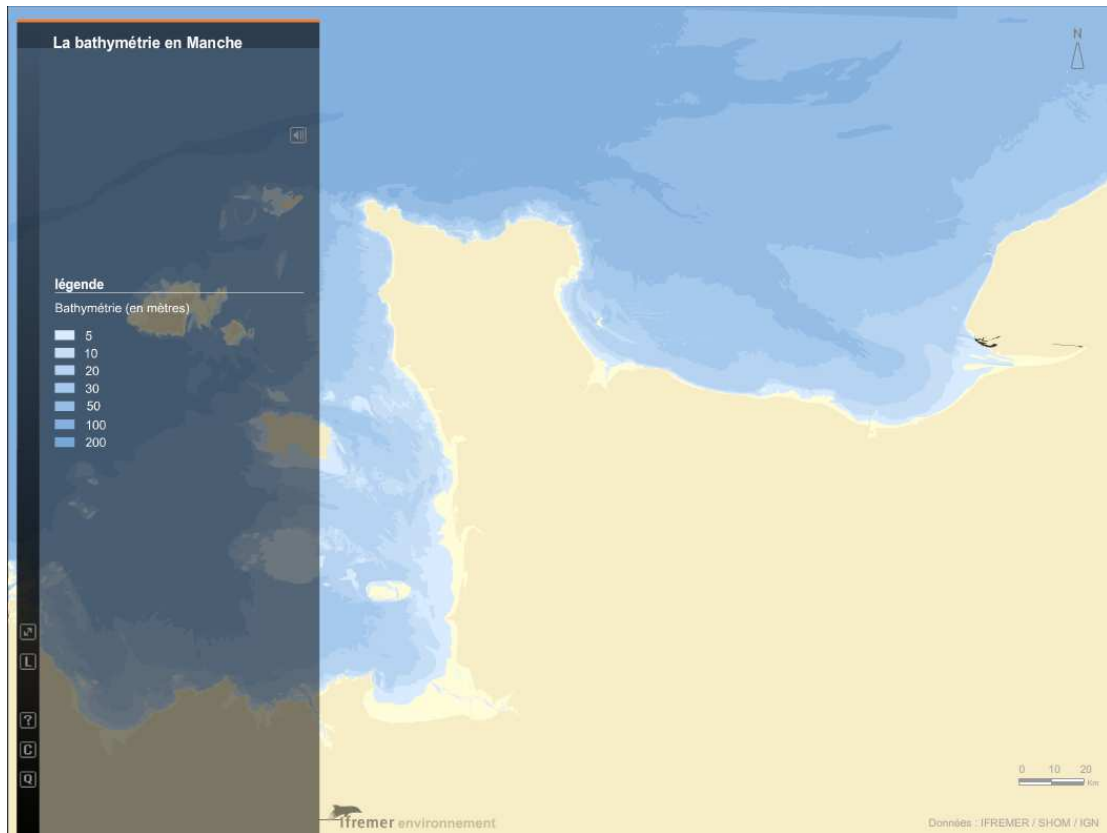 La bathymétrie en Manche
N
légende
Bathymétrie (en mètres)
5
10
20
30
50
100
200
L
?
C
Q
0 10 20
Km
ifremer environnement
Données : IFREMER / SHOM / IGN